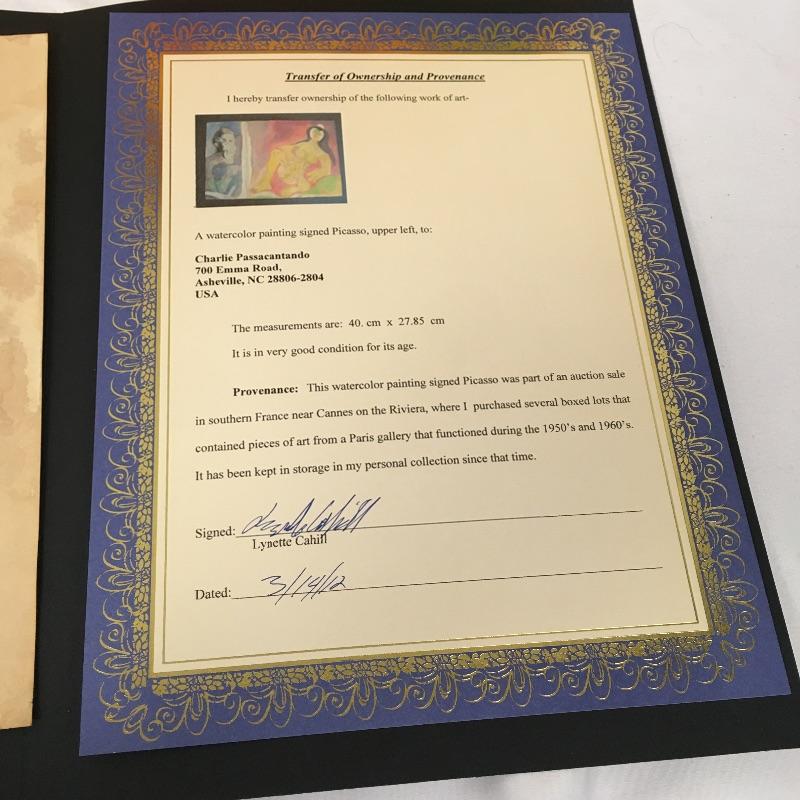 Transfer of Ownership and Provenance
I hereby transfer ownership of the following work of art-
A watercolor painting signed Picasso, upper left, to:
Charlie Passacantando
700 Emma Road,
Asheville, NC 28806-2804
USA
The measurements are: 40. cm x 27.85 cm
It is in very good condition for its age.
Provenance: This watercolor painting signed Picasso was part of an auction sale
in southern France near Cannes on the Riviera, where I purchased several boxed lots that
contained pieces of art from a Paris gallery that functioned during the 1950's and 1960's.
It has been kept in storage in my personal collection since that time.
Signed: Lynette Cahill
Lynette Cahill
Dated: 3/14/12